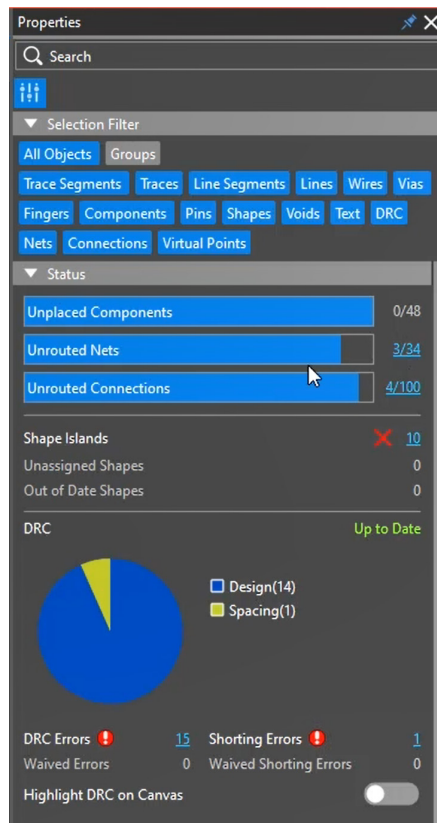 Properties
Search
Selection Filter
All Objects Groups
Trace Segments Traces Line Segments Lines Wires Vias
Fingers Components Pins Shapes Voids Text DRC
Nets Connections Virtual Points
Status
Unplaced Components 0/48
Unrouted Nets 3/34
Unrouted Connections 4/100
Shape Islands 10
Unassigned Shapes 0
Out of Date Shapes 0
DRC Up to Date
Design(14)
Spacing(1)
DRC Errors 15 Shorting Errors 1
Waived Errors 0 Waived Shorting Errors 0
Highlight DRC on Canvas